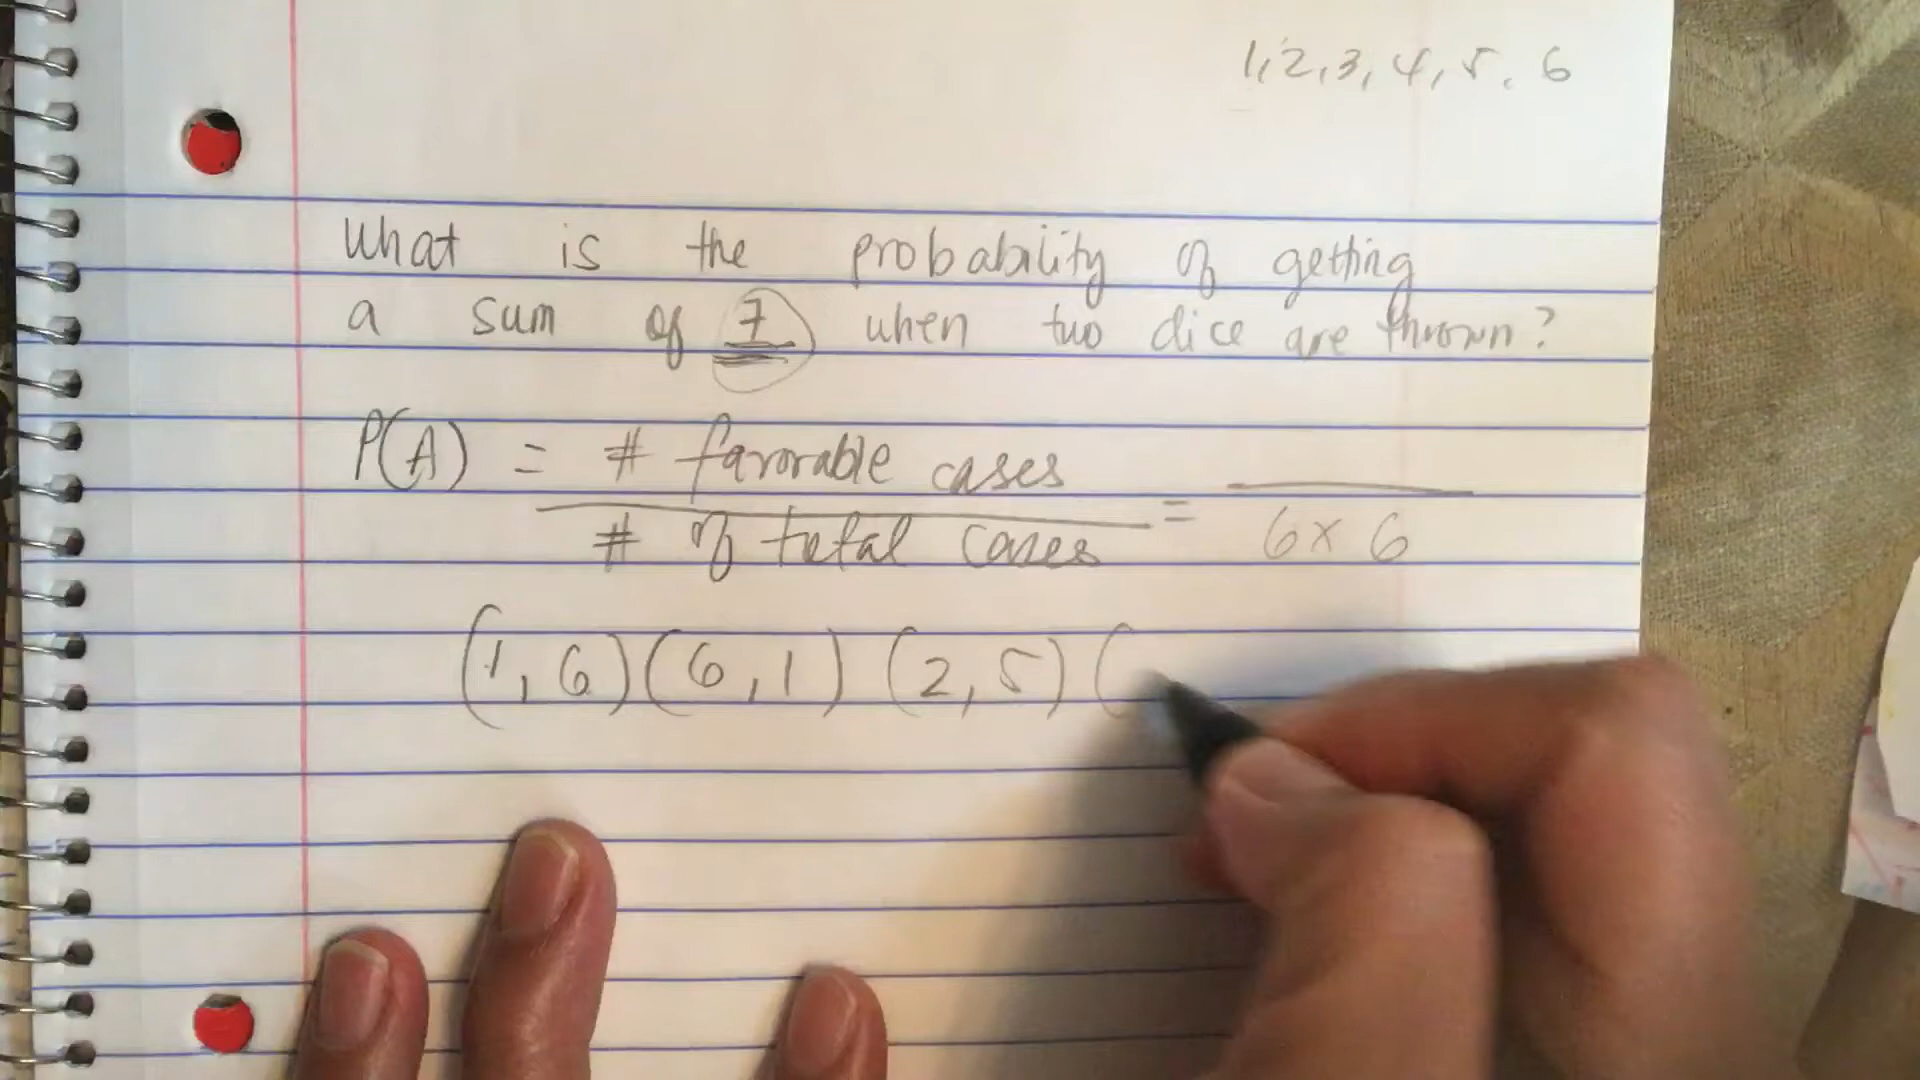 1, 2, 3, 4, 5, 6
What is the probability of getting
a sum of 7 when two dice are thrown?
P(A) = # favorable cases / # of total cases = / 6 x 6
(1, 6) (6, 1) (2, 5) (